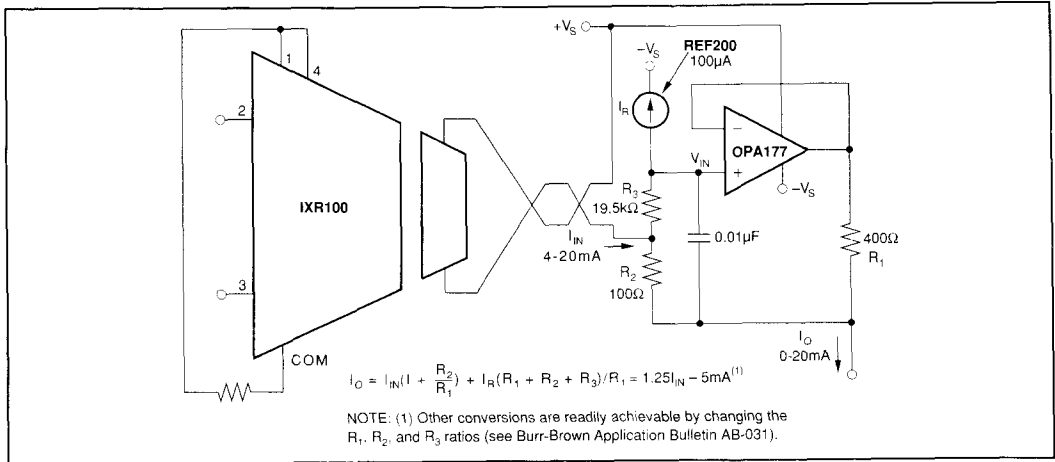 +V_S
REF200
100µA
–V_S
1
4
I_R
2
–
OPA177
V_IN
+
–V_S
R_3
19.5kΩ
IXR100
I_IN
4-20mA
0.01µF
400Ω
R_1
R_2
100Ω
3
COM
I_O
0-20mA
I_O = I_IN(I + R_2/R_1) + I_R(R_1 + R_2 + R_3)/R_1 = 1.25I_IN – 5mA(1)
NOTE: (1) Other conversions are readily achievable by changing the
R_1, R_2, and R_3 ratios (see Burr-Brown Application Bulletin AB-031).